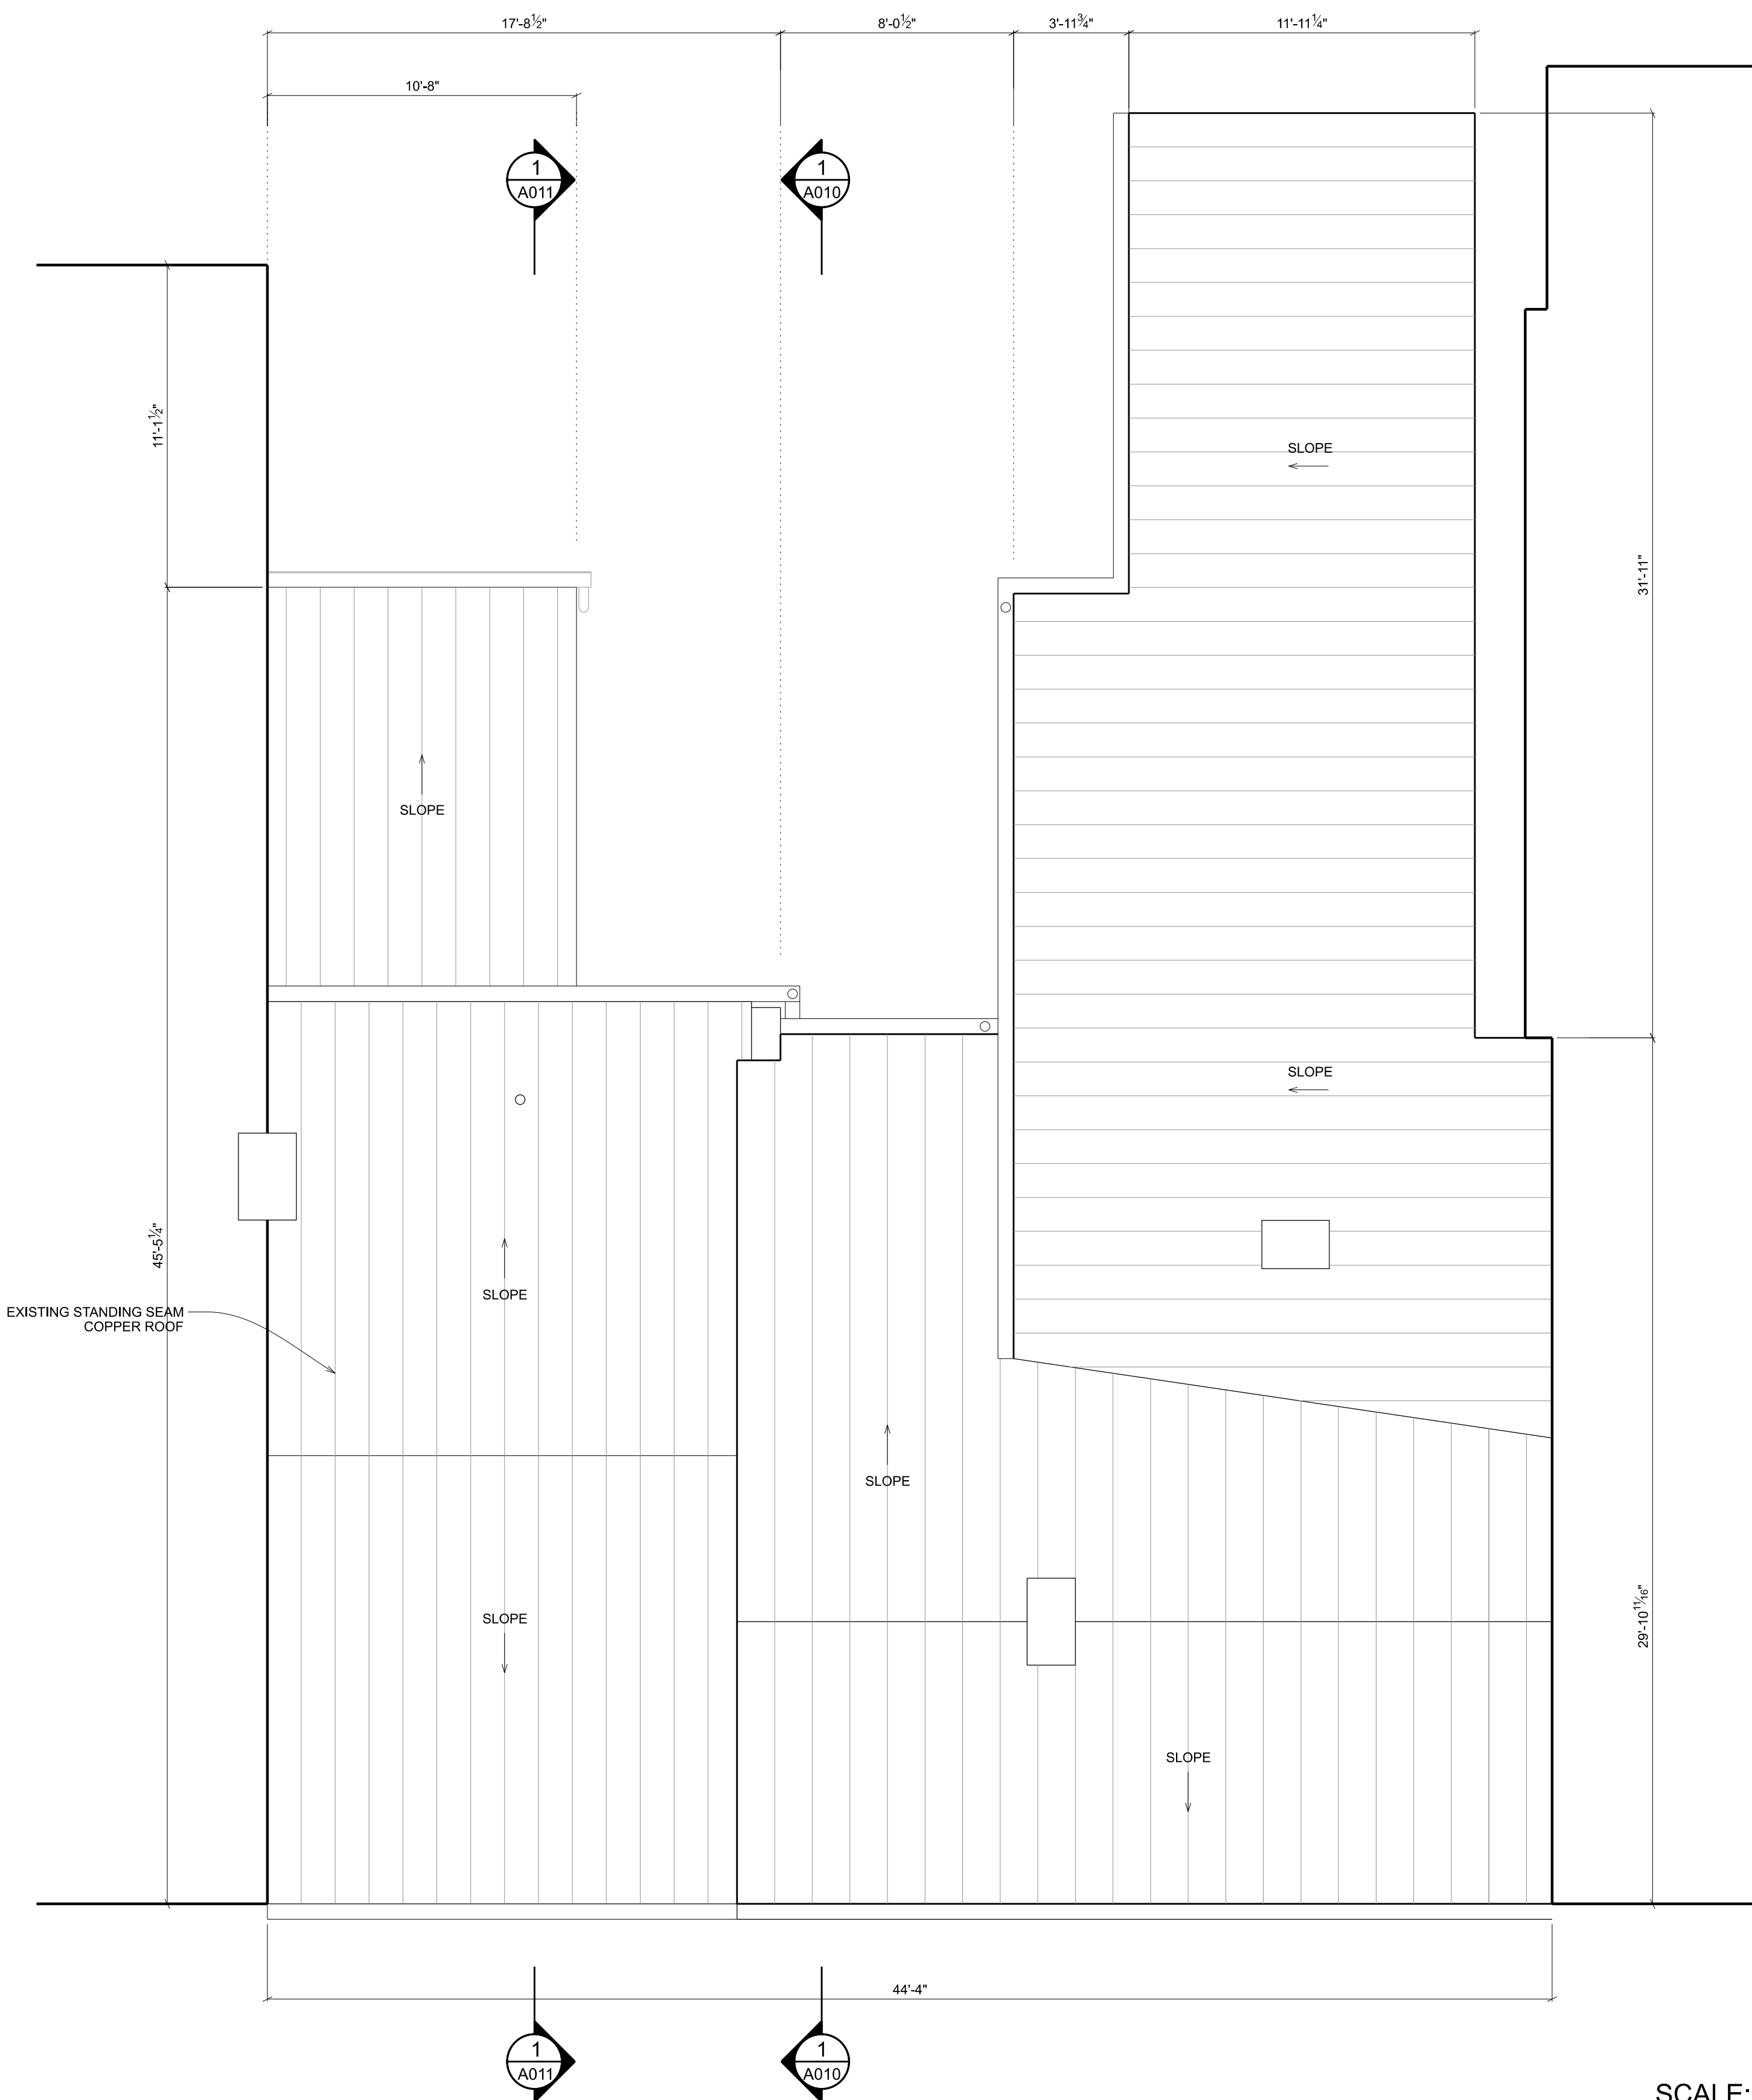 17'-8½"
8'-0½"
3'-11¾"
11'-11¼"
10'-8"
1
A011
1
A010
11'-1½"
SLOPE
31'-11"
SLOPE
SLOPE
45'-5¼"
SLOPE
EXISTING STANDING SEAM
COPPER ROOF
SLOPE
29'-10 11/16"
SLOPE
SLOPE
44'-4"
1
A011
1
A010
SCALE: